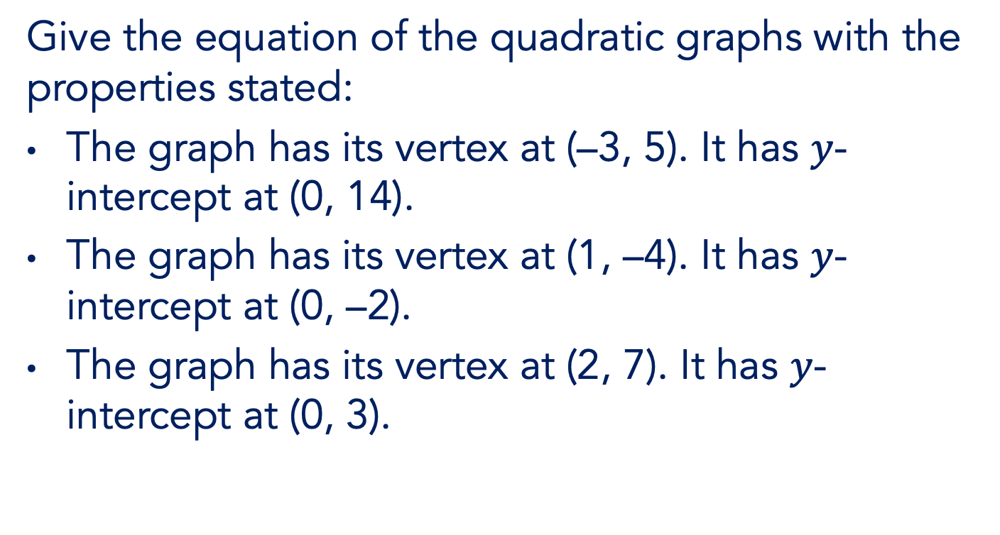 Give the equation of the quadratic graphs with the
properties stated:
• The graph has its vertex at (–3, 5). It has y-
intercept at (0, 14).
• The graph has its vertex at (1, –4). It has y-
intercept at (0, –2).
• The graph has its vertex at (2, 7). It has y-
intercept at (0, 3).